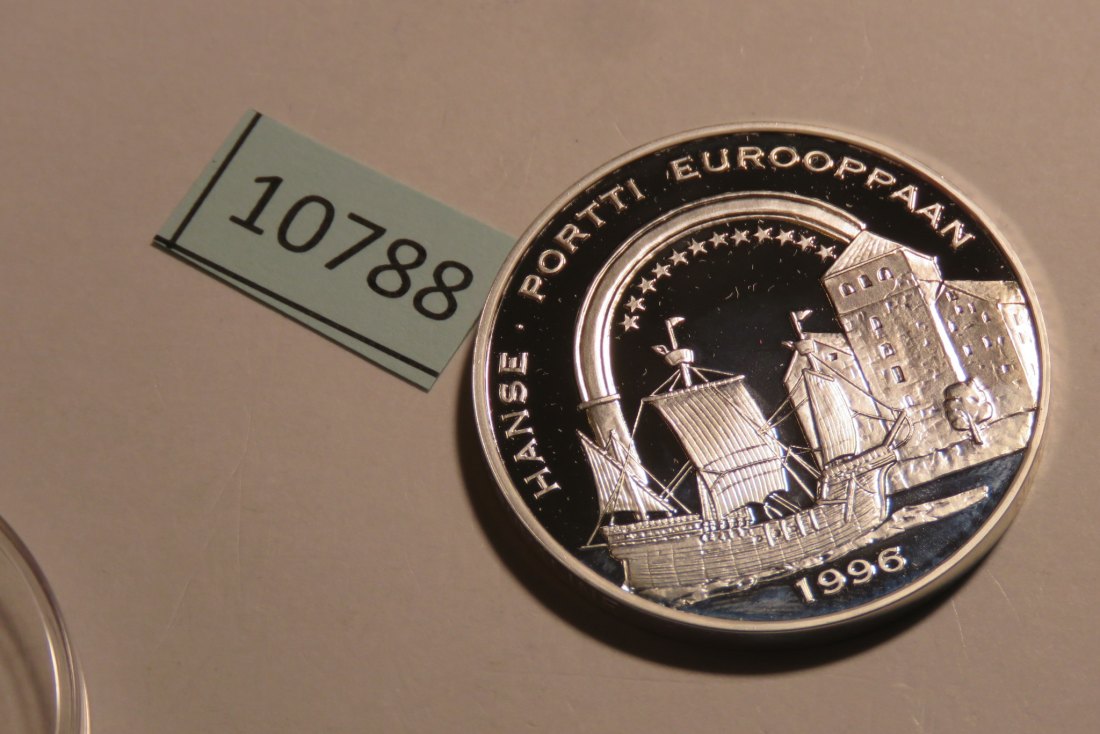 10788
HANSE · PORTTI EUROOPPAAN
1996